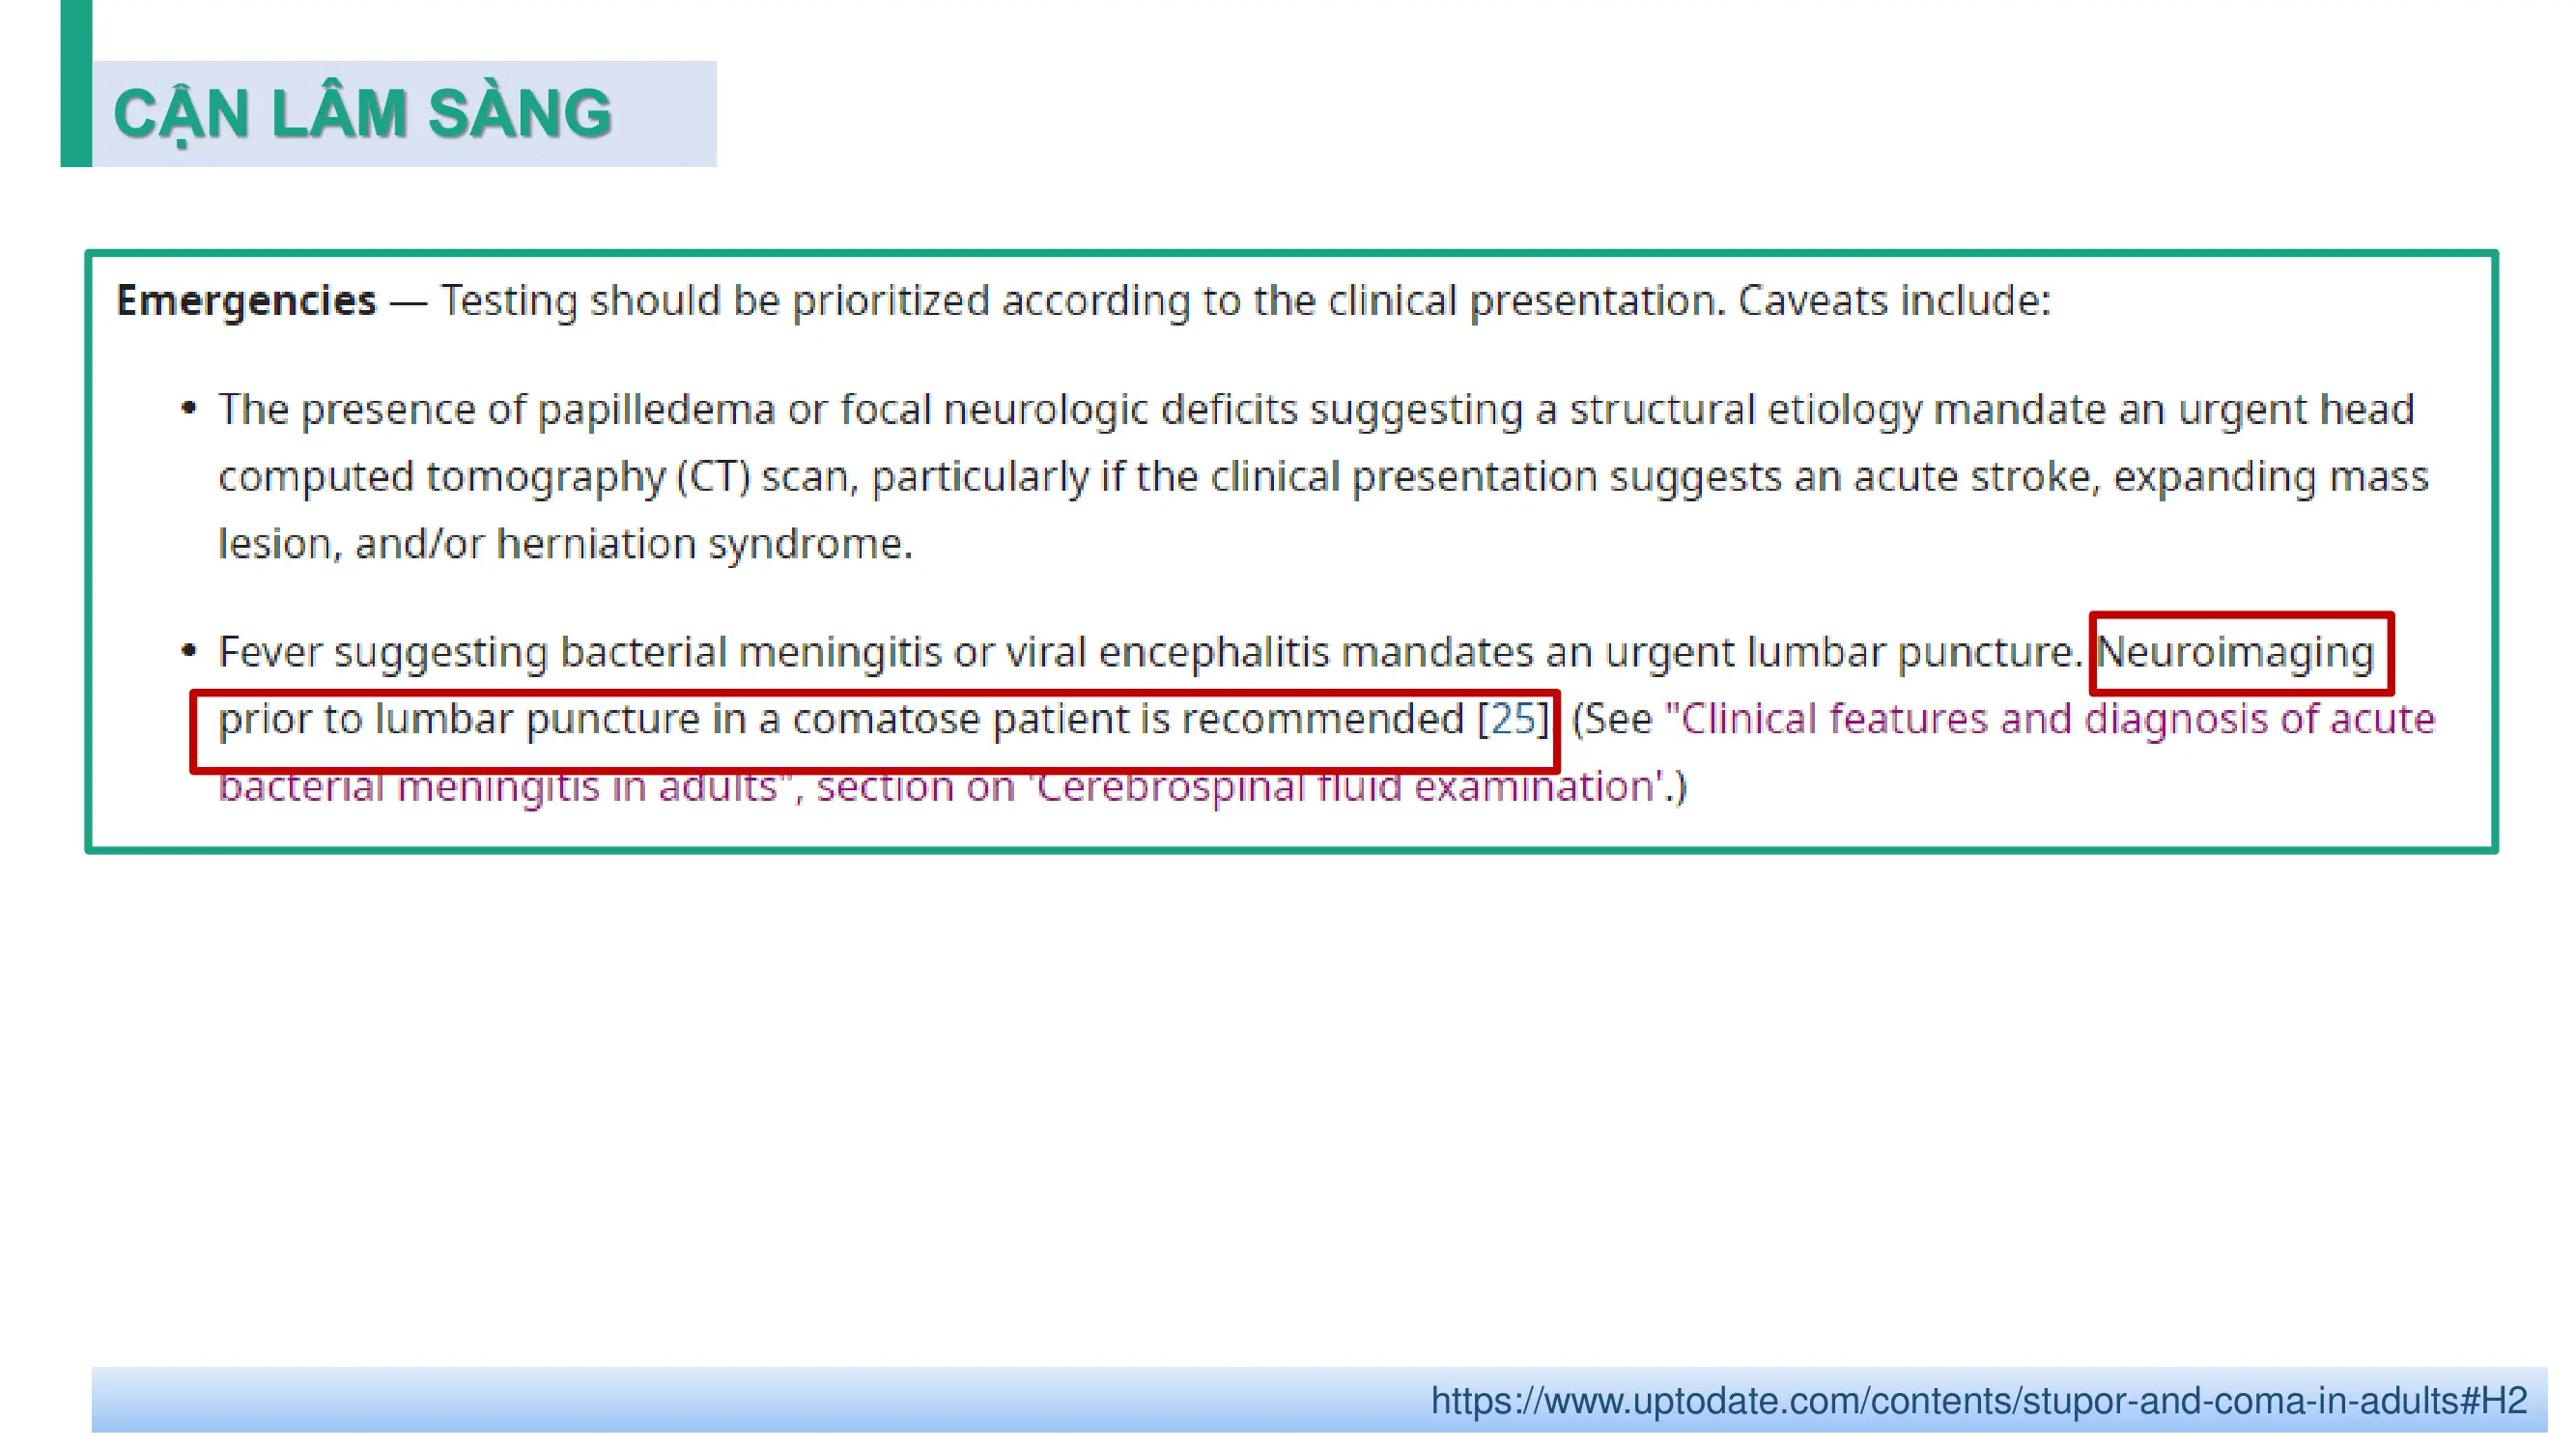 CẬN LÂM SÀNG
Emergencies — Testing should be prioritized according to the clinical presentation. Caveats include:
• The presence of papilledema or focal neurologic deficits suggesting a structural etiology mandate an urgent head
computed tomography (CT) scan, particularly if the clinical presentation suggests an acute stroke, expanding mass
lesion, and/or herniation syndrome.
• Fever suggesting bacterial meningitis or viral encephalitis mandates an urgent lumbar puncture. Neuroimaging
prior to lumbar puncture in a comatose patient is recommended [25] (See "Clinical features and diagnosis of acute
bacterial meningitis in adults", section on 'Cerebrospinal fluid examination'.)
https://www.uptodate.com/contents/stupor-and-coma-in-adults#H2